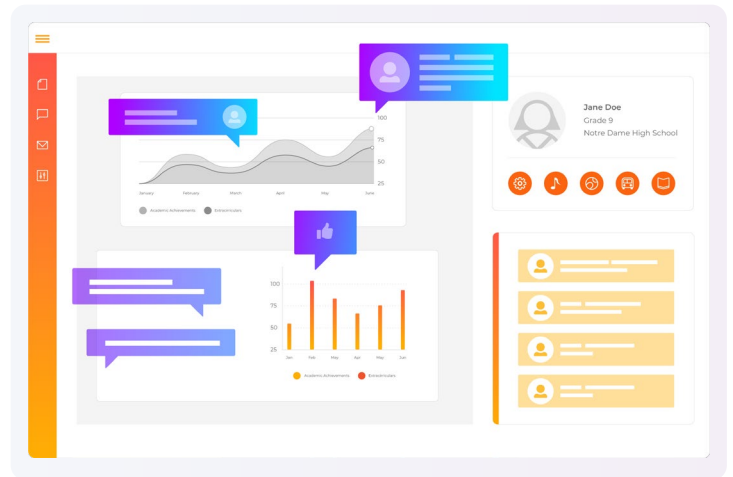 100
75
50
25
January February March April May June
Academic Achievements Extracurriculars
100
75
50
25
Jan Feb May Apr May Jun
Academic Achievements Extracurriculars
Jane Doe
Grade 9
Notre Dame High School